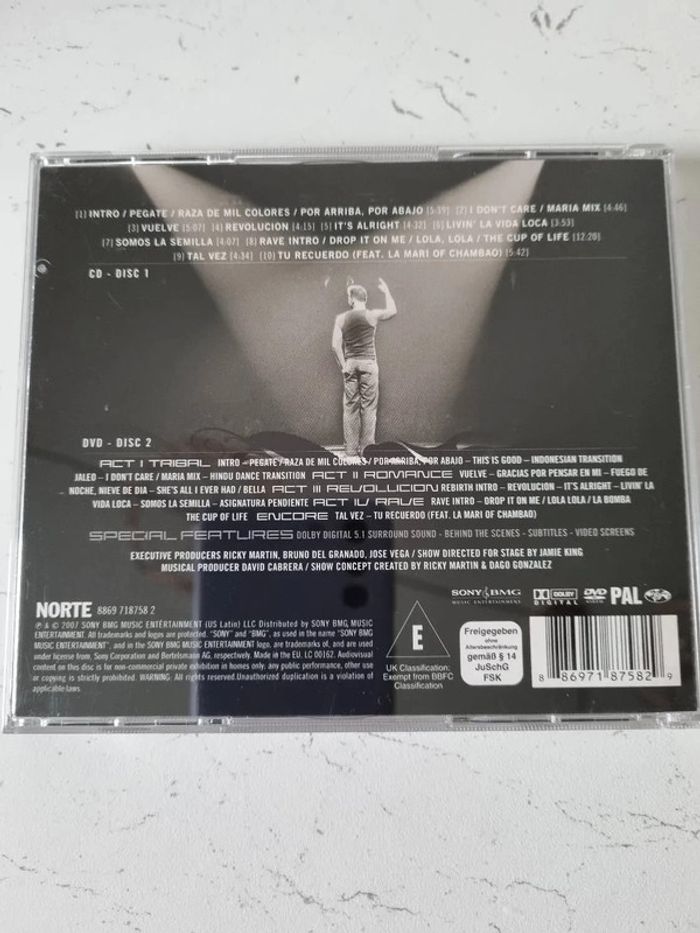 [1] INTRO / PEGATE / RAZA DE MIL COLORES / POR ARRIBA, POR ABAJO [5:39] [2] I DON'T CARE / MARIA MIX [4:46]
[3] VUELVE [5:07] [4] REVOLUCION [4:15] [5] IT'S ALRIGHT [4:32] [6] LIVIN' LA VIDA LOCA [3:53]
[7] SOMOS LA SEMILLA [4:07] [8] RAVE INTRO / DROP IT ON ME / LOLA, LOLA / THE CUP OF LIFE [12:20]
[9] TAL VEZ [4:34] [10] TU RECUERDO (FEAT. LA MARI OF CHAMBAO) [5:42]
CD - DISC 1
DVD - DISC 2
ACT I TRIBAL INTRO – PEGATE / RAZA DE MIL COLORES / POR ARRIBA, POR ABAJO – THIS IS GOOD – INDONESIAN TRANSITION
JALEO – I DON'T CARE / MARIA MIX – HINDU DANCE TRANSITION ACT II ROMANCE VUELVE – GRACIAS POR PENSAR EN MI – FUEGO DE
NOCHE, NIEVE DE DIA – SHE'S ALL I EVER HAD / BELLA ACT III REVOLUCION REBIRTH INTRO – REVOLUCION – IT'S ALRIGHT – LIVIN' LA
VIDA LOCA – SOMOS LA SEMILLA – ASIGNATURA PENDIENTE ACT IV RAVE RAVE INTRO – DROP IT ON ME / LOLA LOLA / LA BOMBA
THE CUP OF LIFE ENCORE TAL VEZ – TU RECUERDO (FEAT. LA MARI OF CHAMBAO)
SPECIAL FEATURES DOLBY DIGITAL 5.1 SURROUND SOUND - BEHIND THE SCENES - SUBTITLES - VIDEO SCREENS
EXECUTIVE PRODUCERS RICKY MARTIN, BRUNO DEL GRANADO, JOSE VEGA / SHOW DIRECTED FOR STAGE BY JAMIE KING
MUSICAL PRODUCER DAVID CABRERA / SHOW CONCEPT CREATED BY RICKY MARTIN & DAGO GONZALEZ
SONY BMG
MUSIC ENTERTAINMENT
DOLBY
DIGITAL
DVD
VIDEO
PAL
NORTE 8869 718758 2
℗ & © 2007 SONY BMG MUSIC ENTERTAINMENT (US Latin) LLC Distributed by SONY BMG MUSIC
ENTERTAINMENT. All trademarks and logos are protected. "SONY" and "BMG", as used in the name "SONY BMG
MUSIC ENTERTAINMENT", and in the SONY BMG MUSIC ENTERTAINMENT logo, are trademarks of, and are used
under license from, Sony Corporation and Bertelsmann AG, respectively. Made in the EU. LC 00162. Audiovisual
content on this disc is for non-commercial private exhibition in homes only; any public performance, other use
or copying is strictly prohibited. WARNING: All rights reserved.Unauthorized duplication is a violation of
applicable laws.
E
UK Classification:
Exempt from BBFC
Classification
Freigegeben
ohne
Altersbeschränkung
gemäß § 14
JuSchG
FSK
8 86971 87582 9